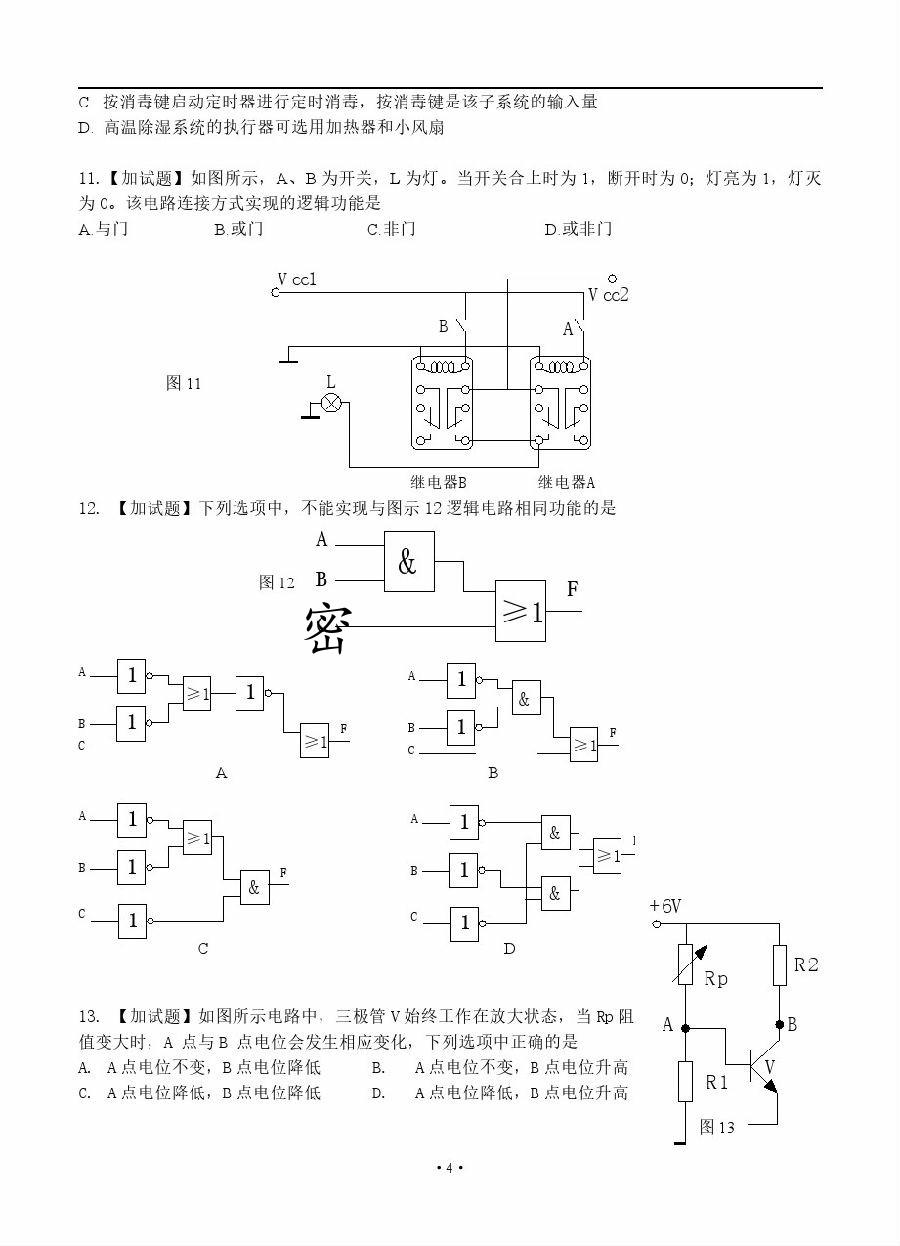 C 按消毒键启动定时器进行定时消毒，按消毒键是该子系统的输入量
D. 高温除湿系统的执行器可选用加热器和小风扇
11.【加试题】如图所示，A、B 为开关，L 为灯。当开关合上时为 1，断开时为 0；灯亮为 1，灯灭
为 0。该电路连接方式实现的逻辑功能是
A.与门 B.或门 C.非门 D.或非门
V cc1
V cc2
B
A
图 11
L
继电器B 继电器A
12. 【加试题】下列选项中，不能实现与图示 12 逻辑电路相同功能的是
A
&
图 12 B
F
≥1
密
A 1
≥1 1
B 1
C
≥1 F
A
A 1
&
B 1
C
≥1 F
B
A 1
≥1
B 1
& F
C 1
C
A 1
&
≥1
B 1
&
C 1
D
+6V
Rp
R2
A
B
R1
V
图 13
13. 【加试题】如图所示电路中，三极管 V 始终工作在放大状态，当 Rp 阻
值变大时，A 点与 B 点电位会发生相应变化，下列选项中正确的是
A. A 点电位不变，B 点电位降低 B. A 点电位不变，B 点电位升高
C. A 点电位降低，B 点电位降低 D. A 点电位降低，B 点电位升高
·4·